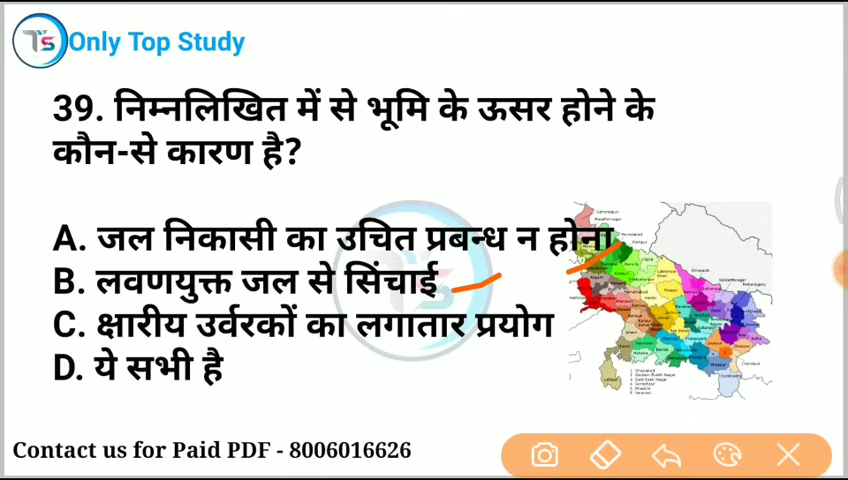 TS Only Top Study
39. निम्नलिखित में से भूमि के ऊसर होने के
कौन-से कारण है?
A. जल निकासी का उचित प्रबन्ध न होना
B. लवणयुक्त जल से सिंचाई
C. क्षारीय उर्वरकों का लगातार प्रयोग
D. ये सभी है
Contact us for Paid PDF - 8006016626